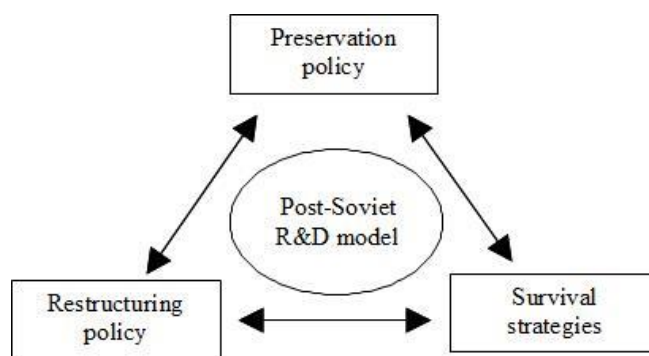 Preservation
policy
Post-Soviet
R&D model
Restructuring
policy
Survival
strategies